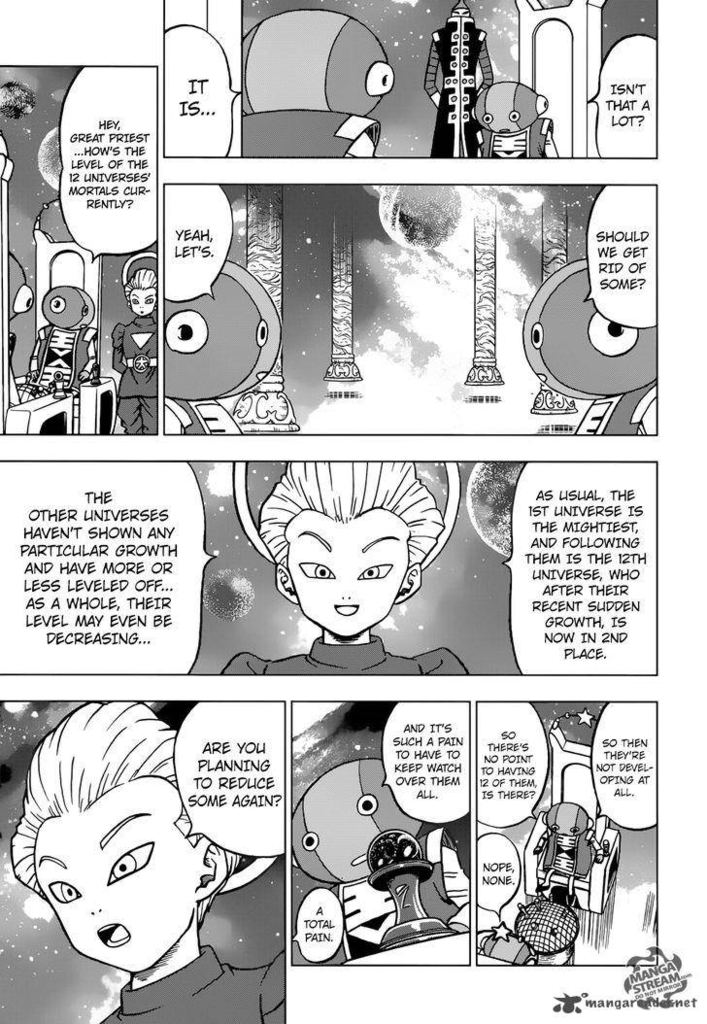 ISN'T
THAT A
LOT?
IT
IS...
SHOULD
WE GET
RID OF
SOME?
YEAH,
LET'S.
HEY,
GREAT PRIEST
...HOW'S THE
LEVEL OF THE
12 UNIVERSES'
MORTALS CUR-
RENTLY?
AS USUAL, THE
1ST UNIVERSE IS
THE MIGHTIEST,
AND FOLLOWING
THEM IS THE 12TH
UNIVERSE, WHO
AFTER THEIR
RECENT SUDDEN
GROWTH, IS
NOW IN 2ND
PLACE.
THE
OTHER UNIVERSES
HAVEN'T SHOWN ANY
PARTICULAR GROWTH
AND HAVE MORE OR
LESS LEVELED OFF...
AS A WHOLE, THEIR
LEVEL MAY EVEN BE
DECREASING...
SO THEN
THEY'RE
NOT DEVEL-
OPING AT
ALL.
SO
THERE'S
NO POINT
TO HAVING
12 OF THEM,
IS THERE?
NOPE,
NONE.
AND IT'S
SUCH A PAIN
TO HAVE TO
KEEP WATCH
OVER THEM
ALL.
A
TOTAL
PAIN.
ARE YOU
PLANNING
TO REDUCE
SOME AGAIN?
MANGA
STREAM.com
DO NOT MIRROR
mangareader.net